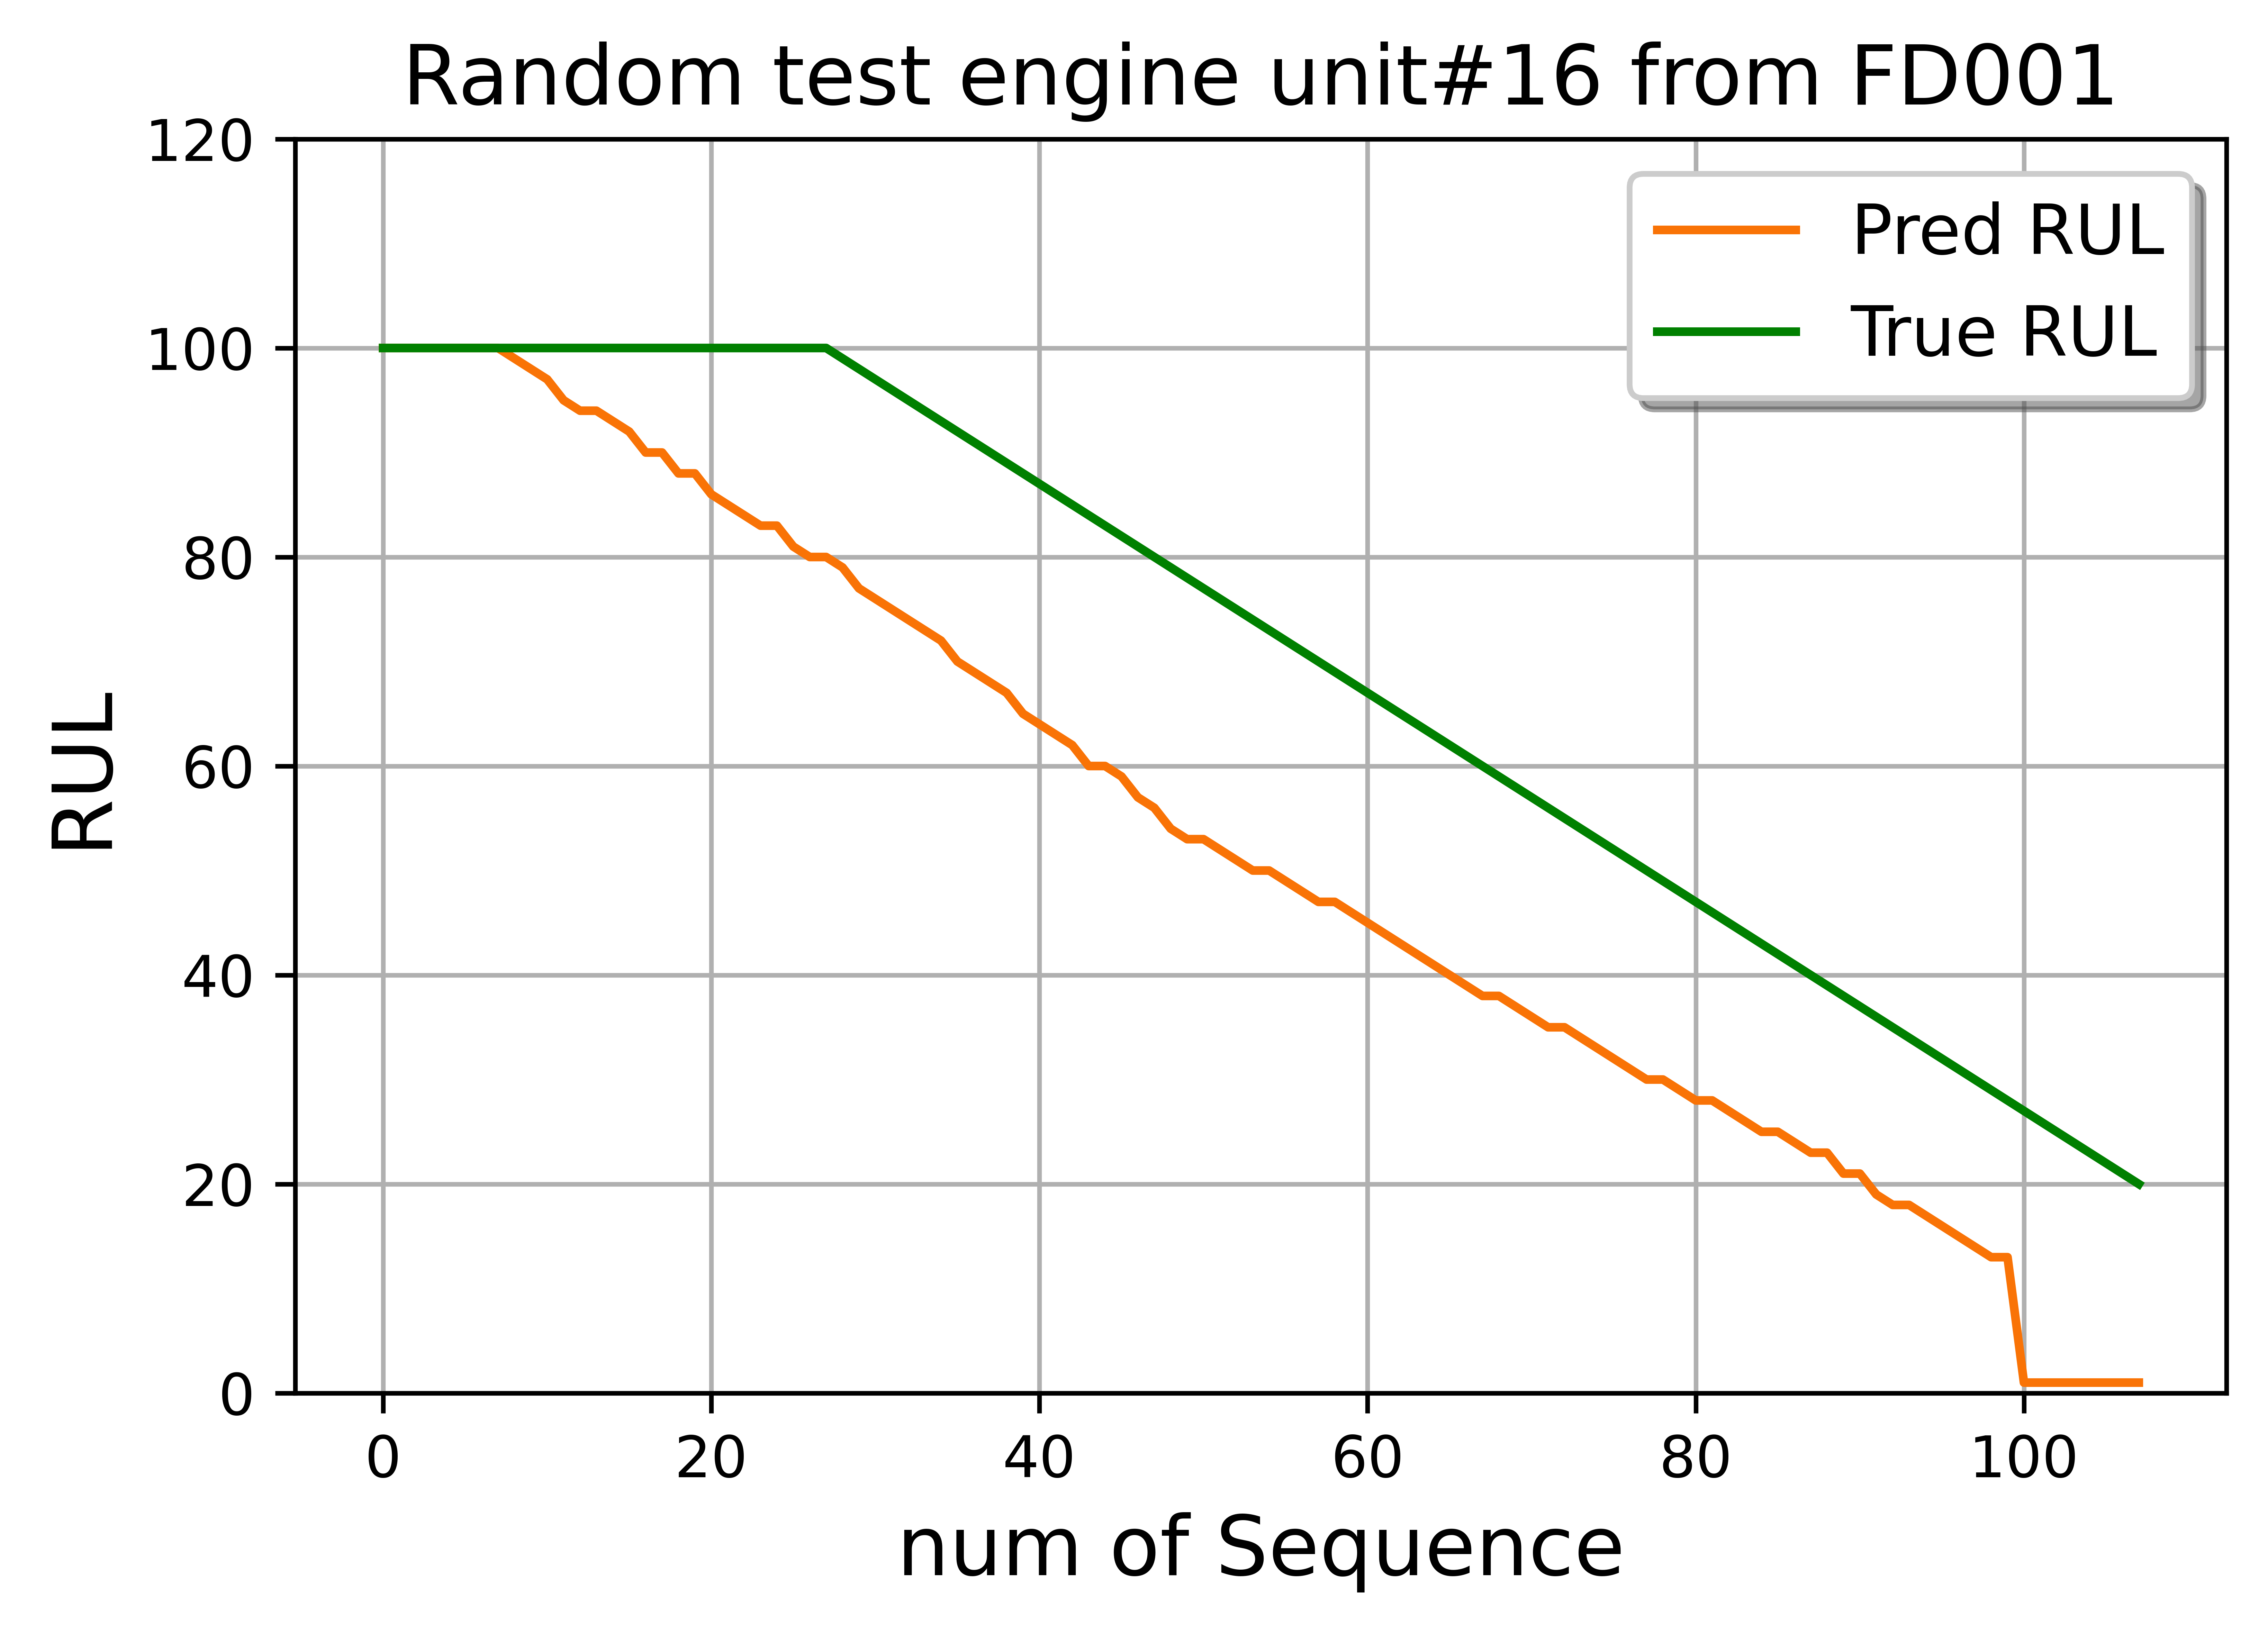 Random test engine unit#16 from FD001
120
100
80
60
40
20
0
RUL
Pred RUL
True RUL
0 20 40 60 80 100
num of Sequence